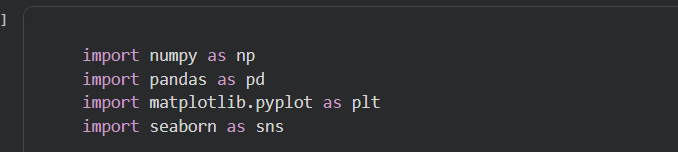 ]
import numpy as np
import pandas as pd
import matplotlib.pyplot as plt
import seaborn as sns